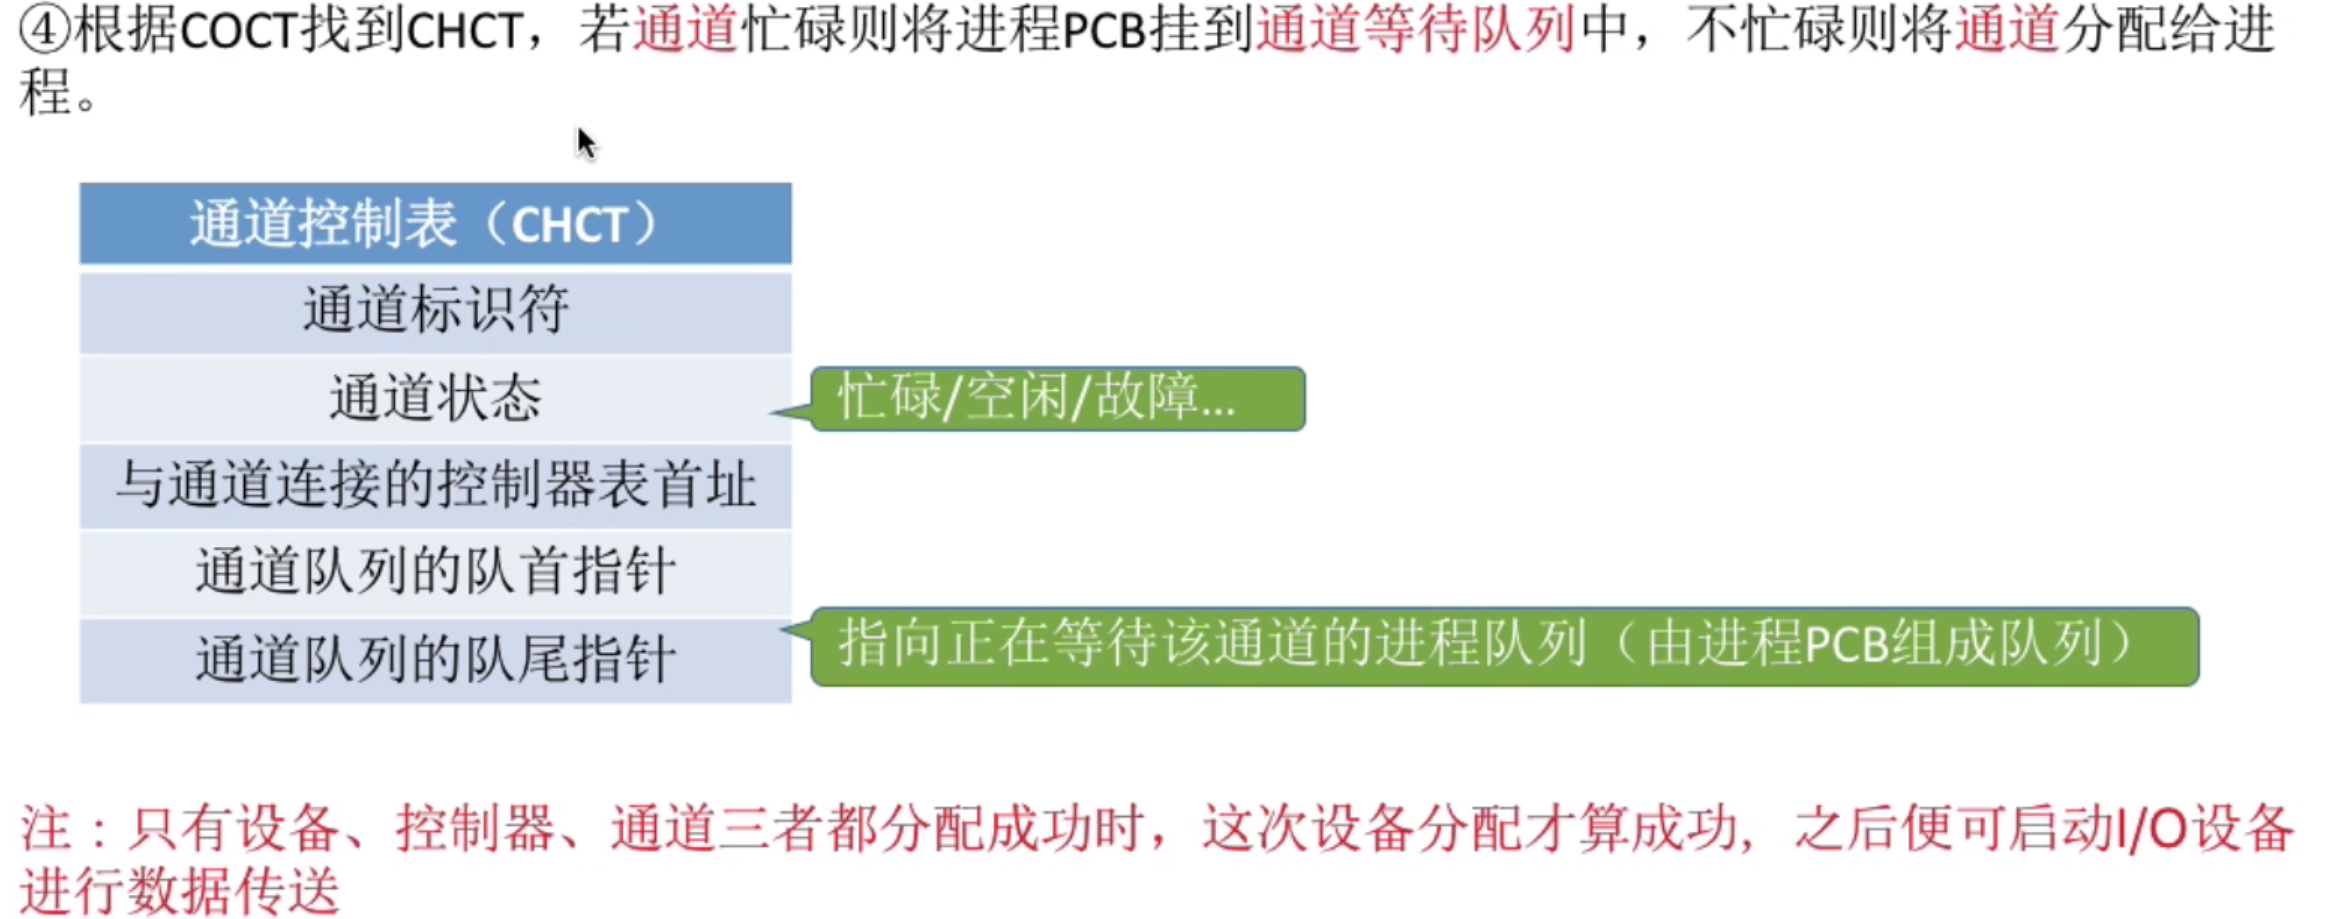 ④根据COCT找到CHCT，若通道忙碌则将进程PCB挂到通道等待队列中，不忙碌则将通道分配给进
程。
通道控制表（CHCT）
通道标识符
通道状态
忙碌/空闲/故障...
与通道连接的控制器表首址
通道队列的队首指针
通道队列的队尾指针
指向正在等待该通道的进程队列（由进程PCB组成队列）
注：只有设备、控制器、通道三者都分配成功时，这次设备分配才算成功，之后便可启动I/O设备
进行数据传送